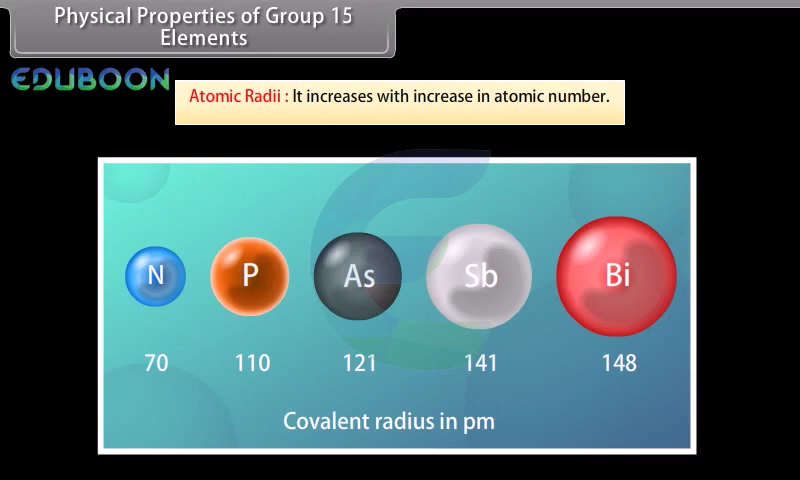 Physical Properties of Group 15
Elements
EDUBOON
Atomic Radii : It increases with increase in atomic number.
N P As Sb Bi
70 110 121 141 148
Covalent radius in pm